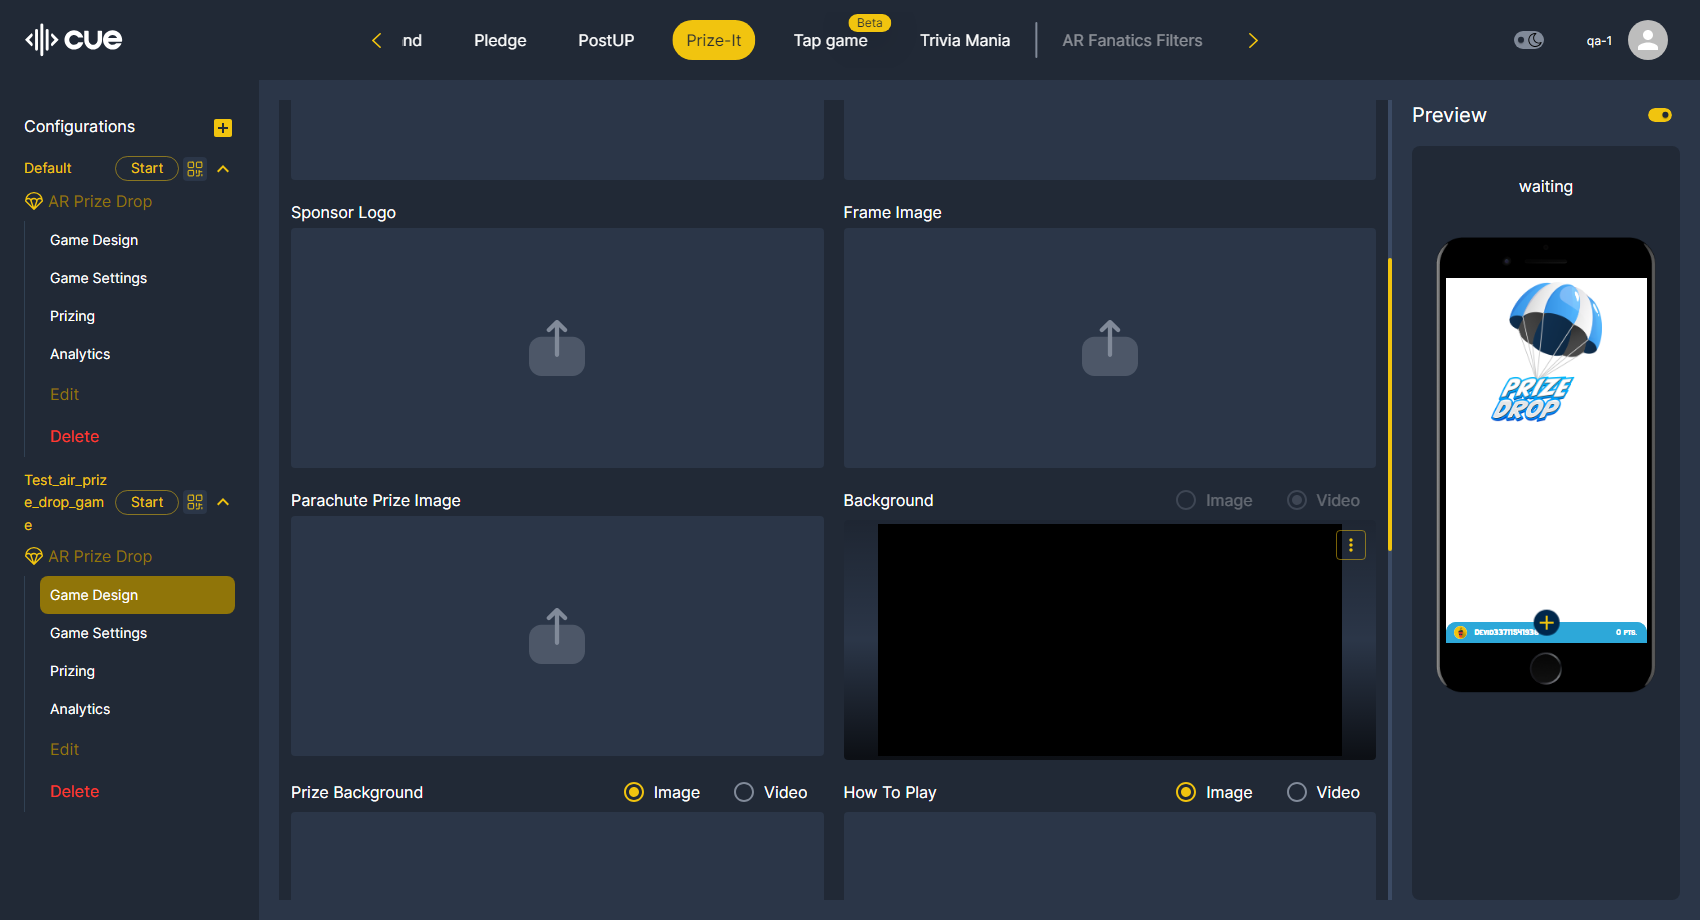 cue
nd
Pledge
PostUP
Prize-It
Tap game
Beta
Trivia Mania
AR Fanatics Filters
qa-1
Configurations
Default
Start
AR Prize Drop
Game Design
Game Settings
Prizing
Analytics
Edit
Delete
Test_air_priz
e_drop_gam
e
Start
AR Prize Drop
Game Design
Game Settings
Prizing
Analytics
Edit
Delete
Sponsor Logo
Frame Image
Parachute Prize Image
Background
Image
Video
Prize Background
Image
Video
How To Play
Image
Video
Preview
waiting
PRIZE
DROP
0 PTS.